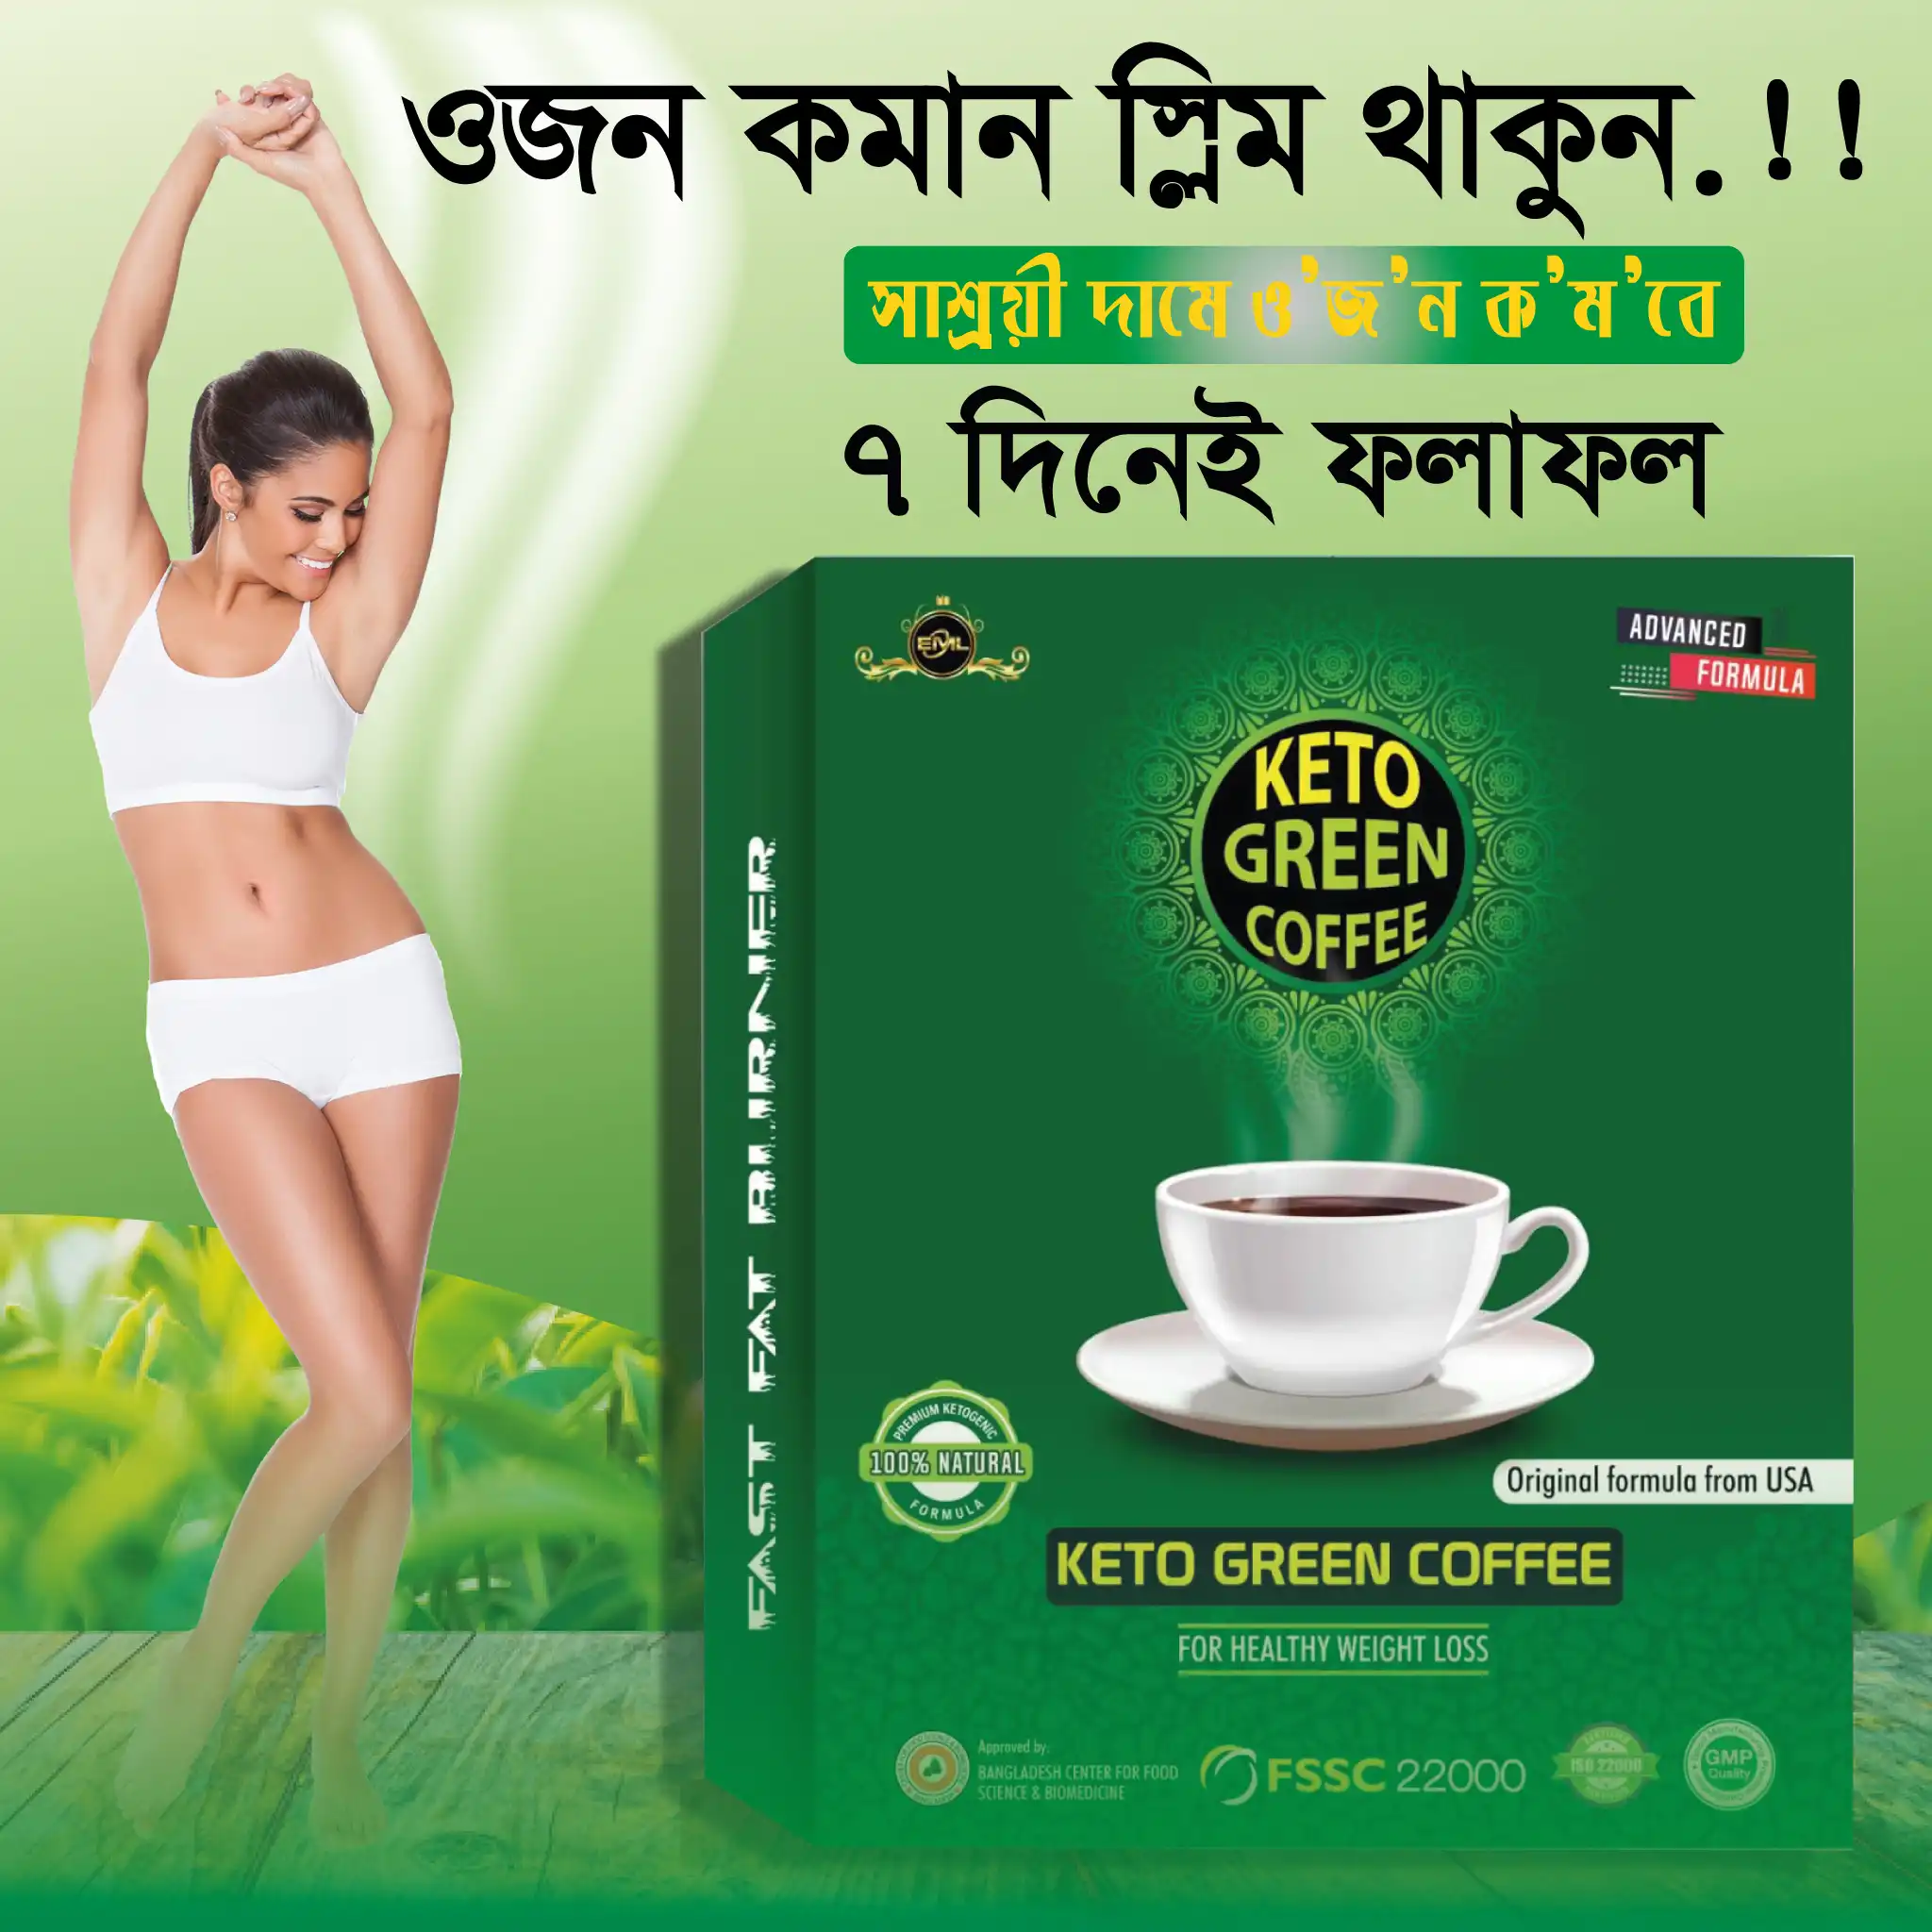 ওজন কমান স্লিম থাকুন.!!
সাশ্রয়ী দামে ও'জ'ন ক'ম'বে
৭ দিনেই ফলাফল
EML
ADVANCED
FORMULA
KETO
GREEN
COFFEE
FAST FAT BURNER
PREMIUM KETOGENIC
100% NATURAL
FORMULA
Original formula from USA
KETO GREEN COFFEE
FOR HEALTHY WEIGHT LOSS
Approved by:
BANGLADESH CENTER FOR FOOD
SCIENCE & BIOMEDICINE
FSSC 22000
ISO 22000
GMP
Quality